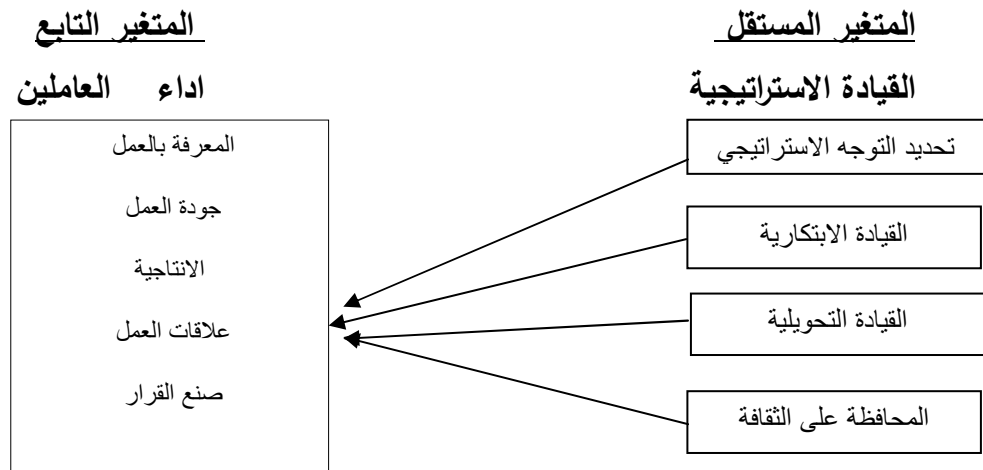 المتغير المستقل
المتغير التابع
القيادة الاستراتيجية
اداء العاملين
تحديد التوجه الاستراتيجي
القيادة الابتكارية
القيادة التحويلية
المحافظة على الثقافة
المعرفة بالعمل
جودة العمل
الانتاجية
علاقات العمل
صنع القرار